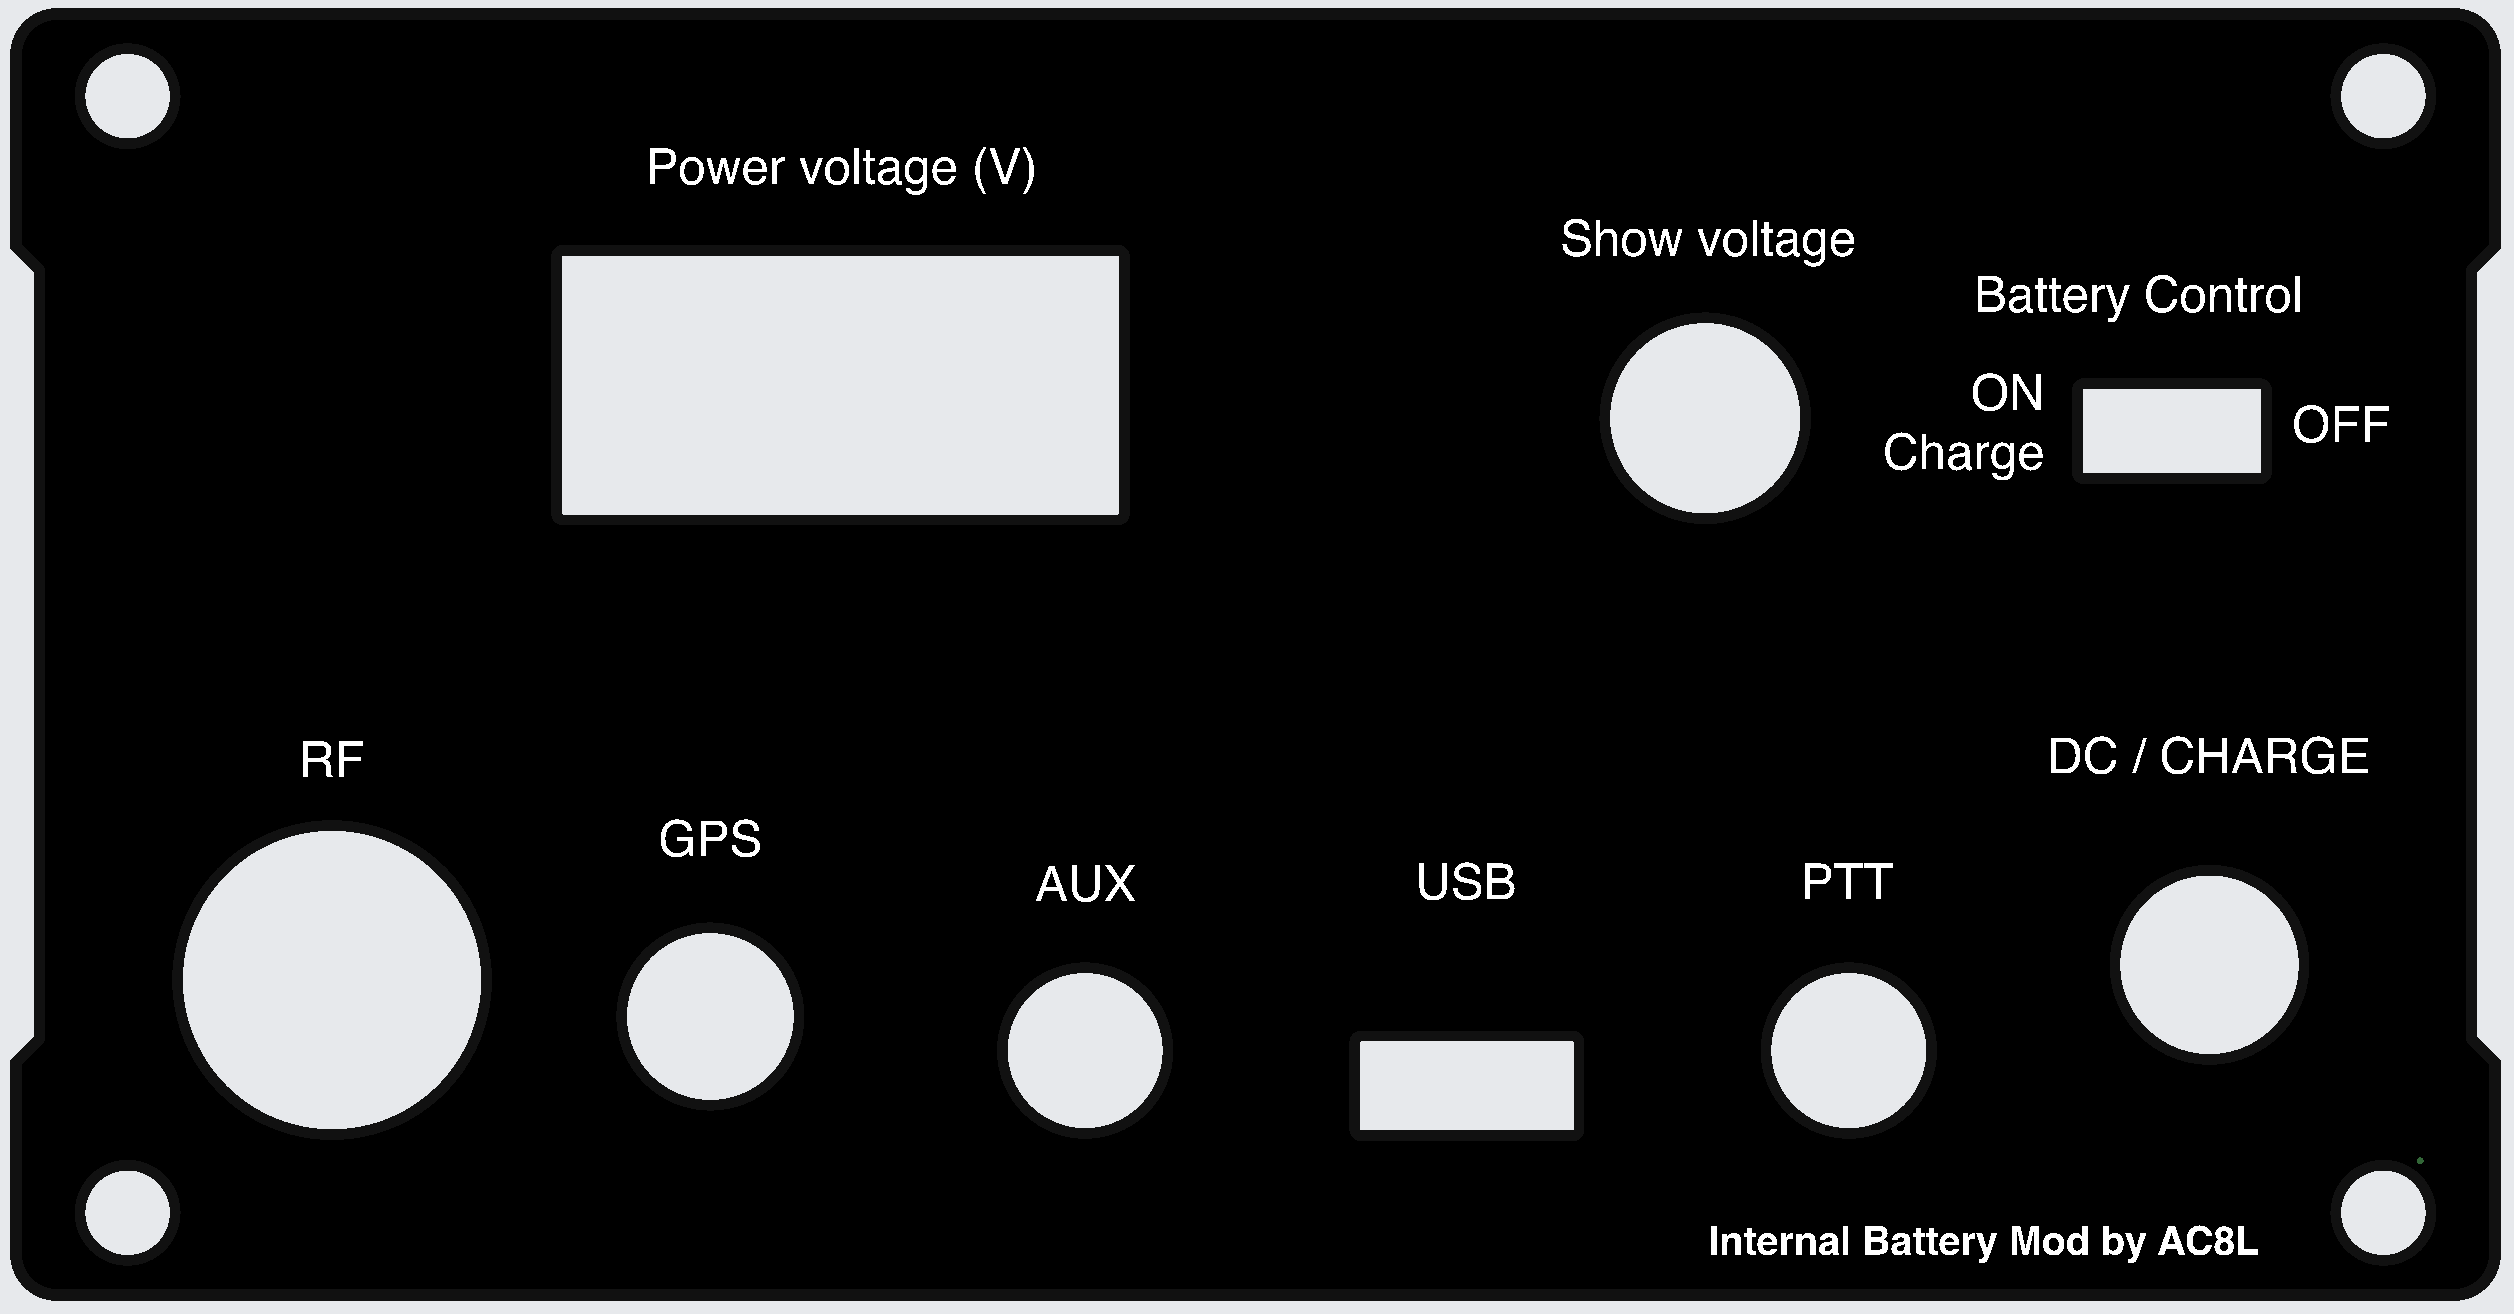 Power voltage (V)
Show voltage
Battery Control
ON
Charge
OFF
RF
GPS
AUX
USB
PTT
DC / CHARGE
Internal Battery Mod by AC8L